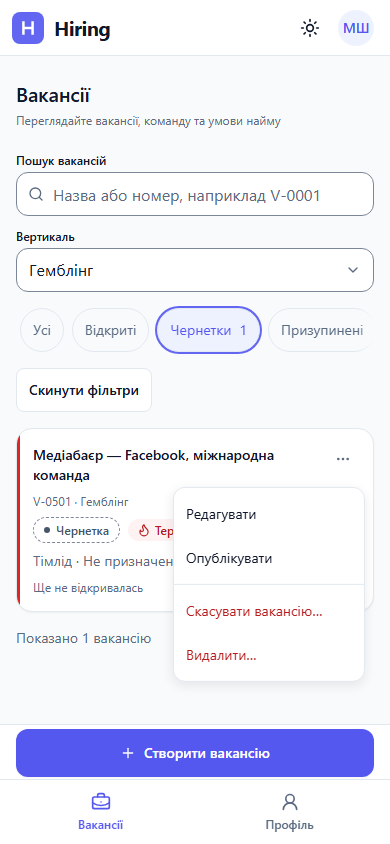 H Hiring
МШ
Вакансії
Переглядайте вакансії, команду та умови найму
Пошук вакансій
Назва або номер, наприклад V-0001
Вертикаль
Гемблінг
Усі
Відкриті
Чернетки 1
Призупинені
Скинути фільтри
Медіабаєр — Facebook, міжнародна
команда
V-0501 · Гемблінг
Чернетка
Тер
Тімлід · Не призначен
Ще не відкривалась
Редагувати
Опублікувати
Скасувати вакансію...
Видалити...
Показано 1 вакансію
+ Створити вакансію
Вакансії
Профіль